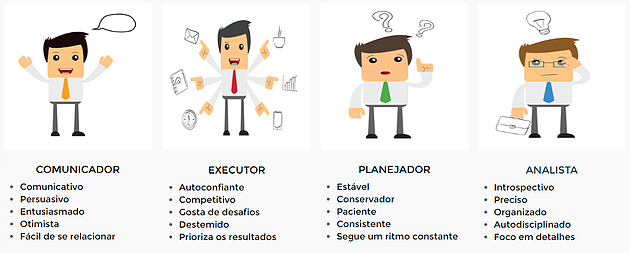 COMUNICADOR
• Comunicativo
• Persuasivo
• Entusiasmado
• Otimista
• Fácil de se relacionar
EXECUTOR
• Autoconfiante
• Competitivo
• Gosta de desafios
• Destemido
• Prioriza os resultados
PLANEJADOR
• Estável
• Conservador
• Paciente
• Consistente
• Segue um ritmo constante
ANALISTA
• Introspectivo
• Preciso
• Organizado
• Autodisciplinado
• Foco em detalhes